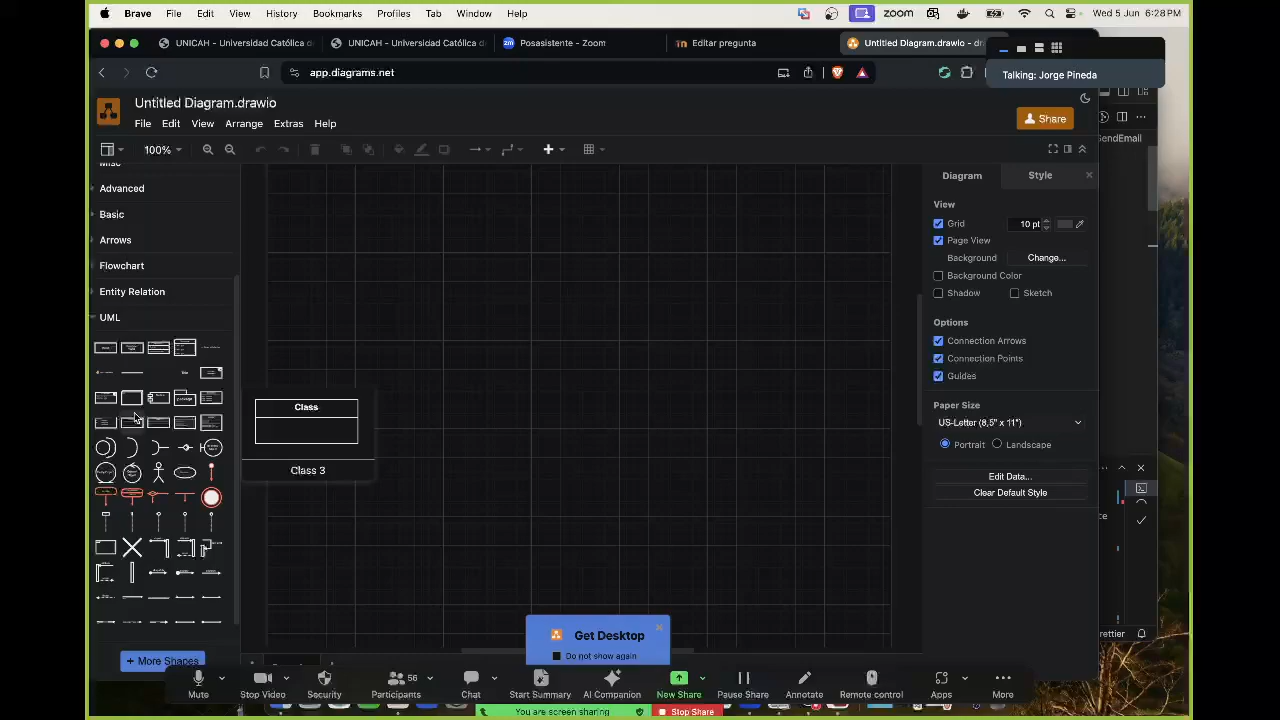 Brave File Edit View History Bookmarks Profiles Tab Window Help
zoom Wed 5 Jun 6:28 PM
UNICAH - Universidad Católica d
UNICAH - Universidad Católica d
Posasistente - Zoom
Editar pregunta
Untitled Diagram.drawio - dr
Talking: Jorge Pineda
app.diagrams.net
Untitled Diagram.drawio
File Edit View Arrange Extras Help
Share
SendEmail
100%
Misc
Advanced
Basic
Arrows
Flowchart
Entity Relation
UML
Class
Class 3
More Shapes
Diagram
Style
View
Grid
10 pt
Page View
Background
Change...
Background Color
Shadow
Sketch
Options
Connection Arrows
Connection Points
Guides
Paper Size
US-Letter (8,5" x 11")
Portrait
Landscape
Edit Data...
Clear Default Style
Get Desktop
Do not show again
Mute
Stop Video
Security
56
Participants
Chat
Start Summary
AI Companion
New Share
Pause Share
Annotate
Remote control
Apps
More
You are screen sharing
Stop Share